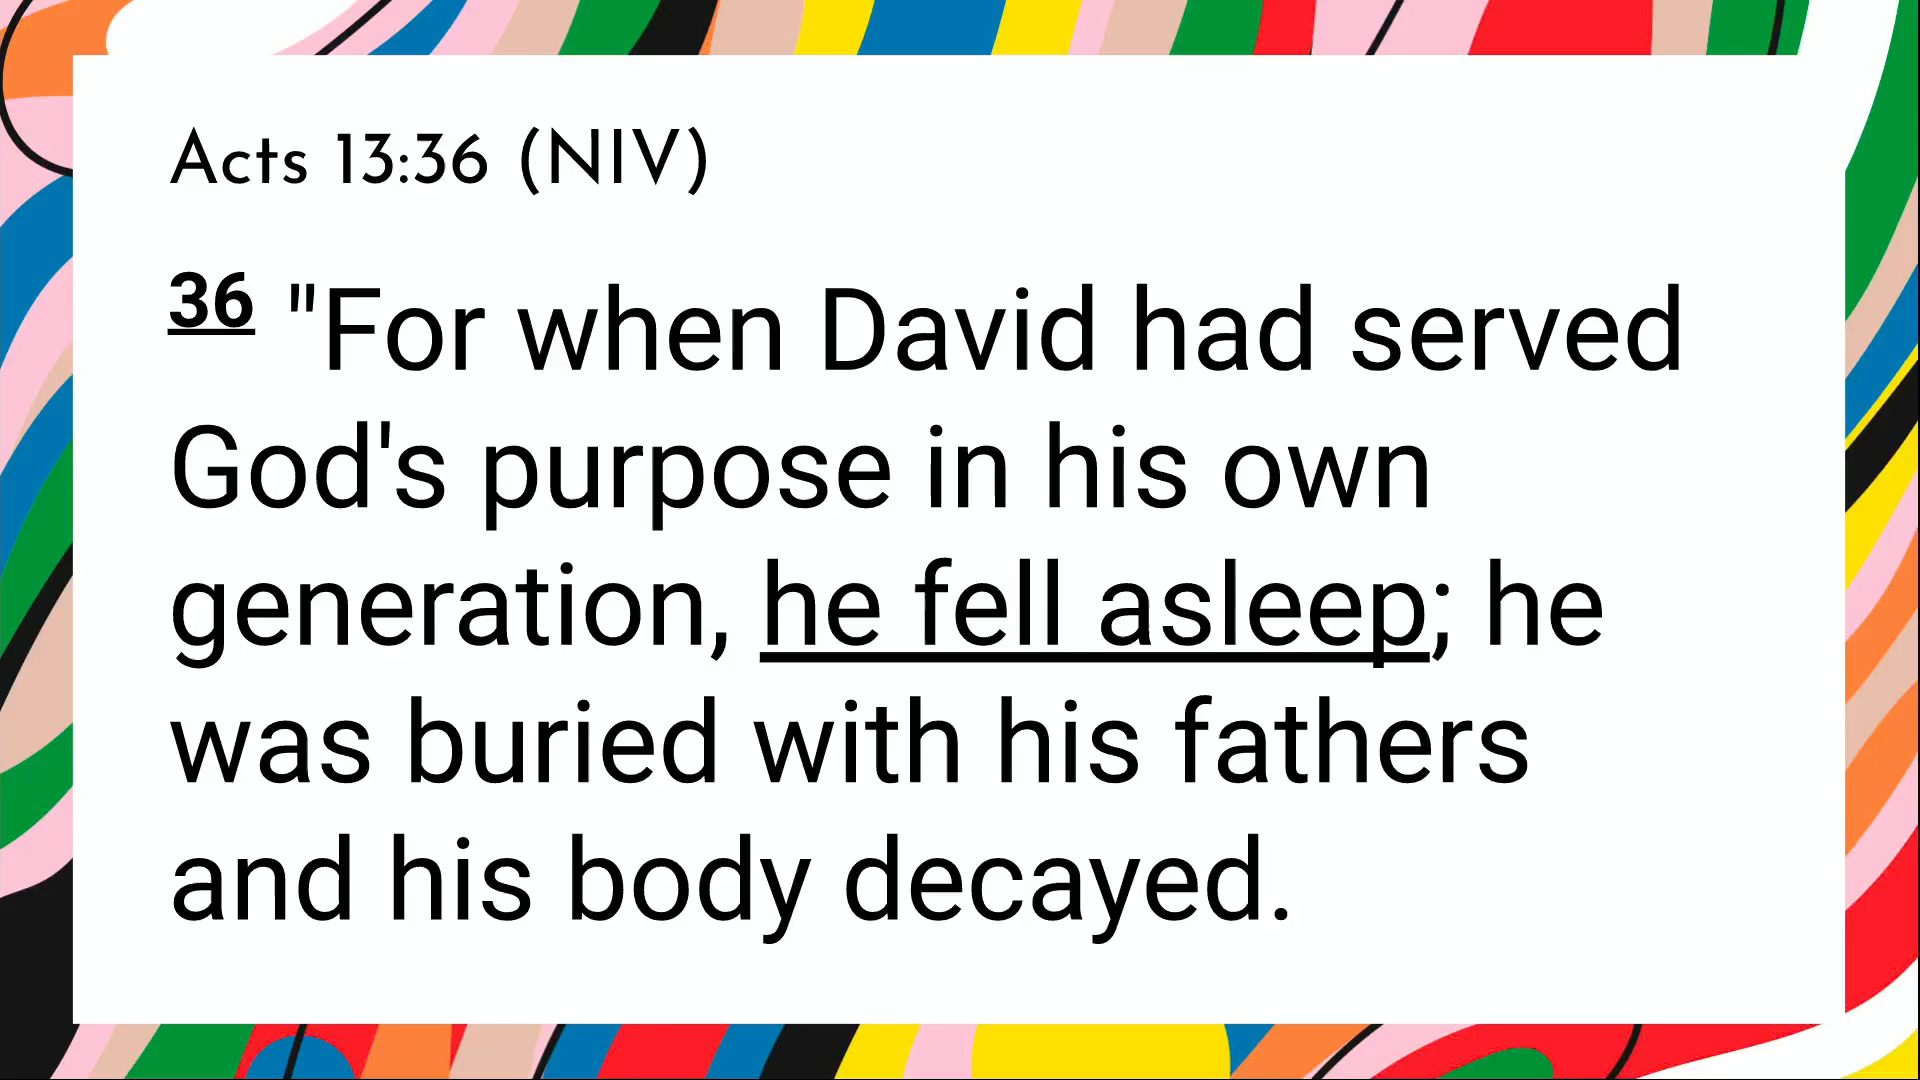 Acts 13:36 (NIV)
36 "For when David had served
God's purpose in his own
generation, he fell asleep; he
was buried with his fathers
and his body decayed.